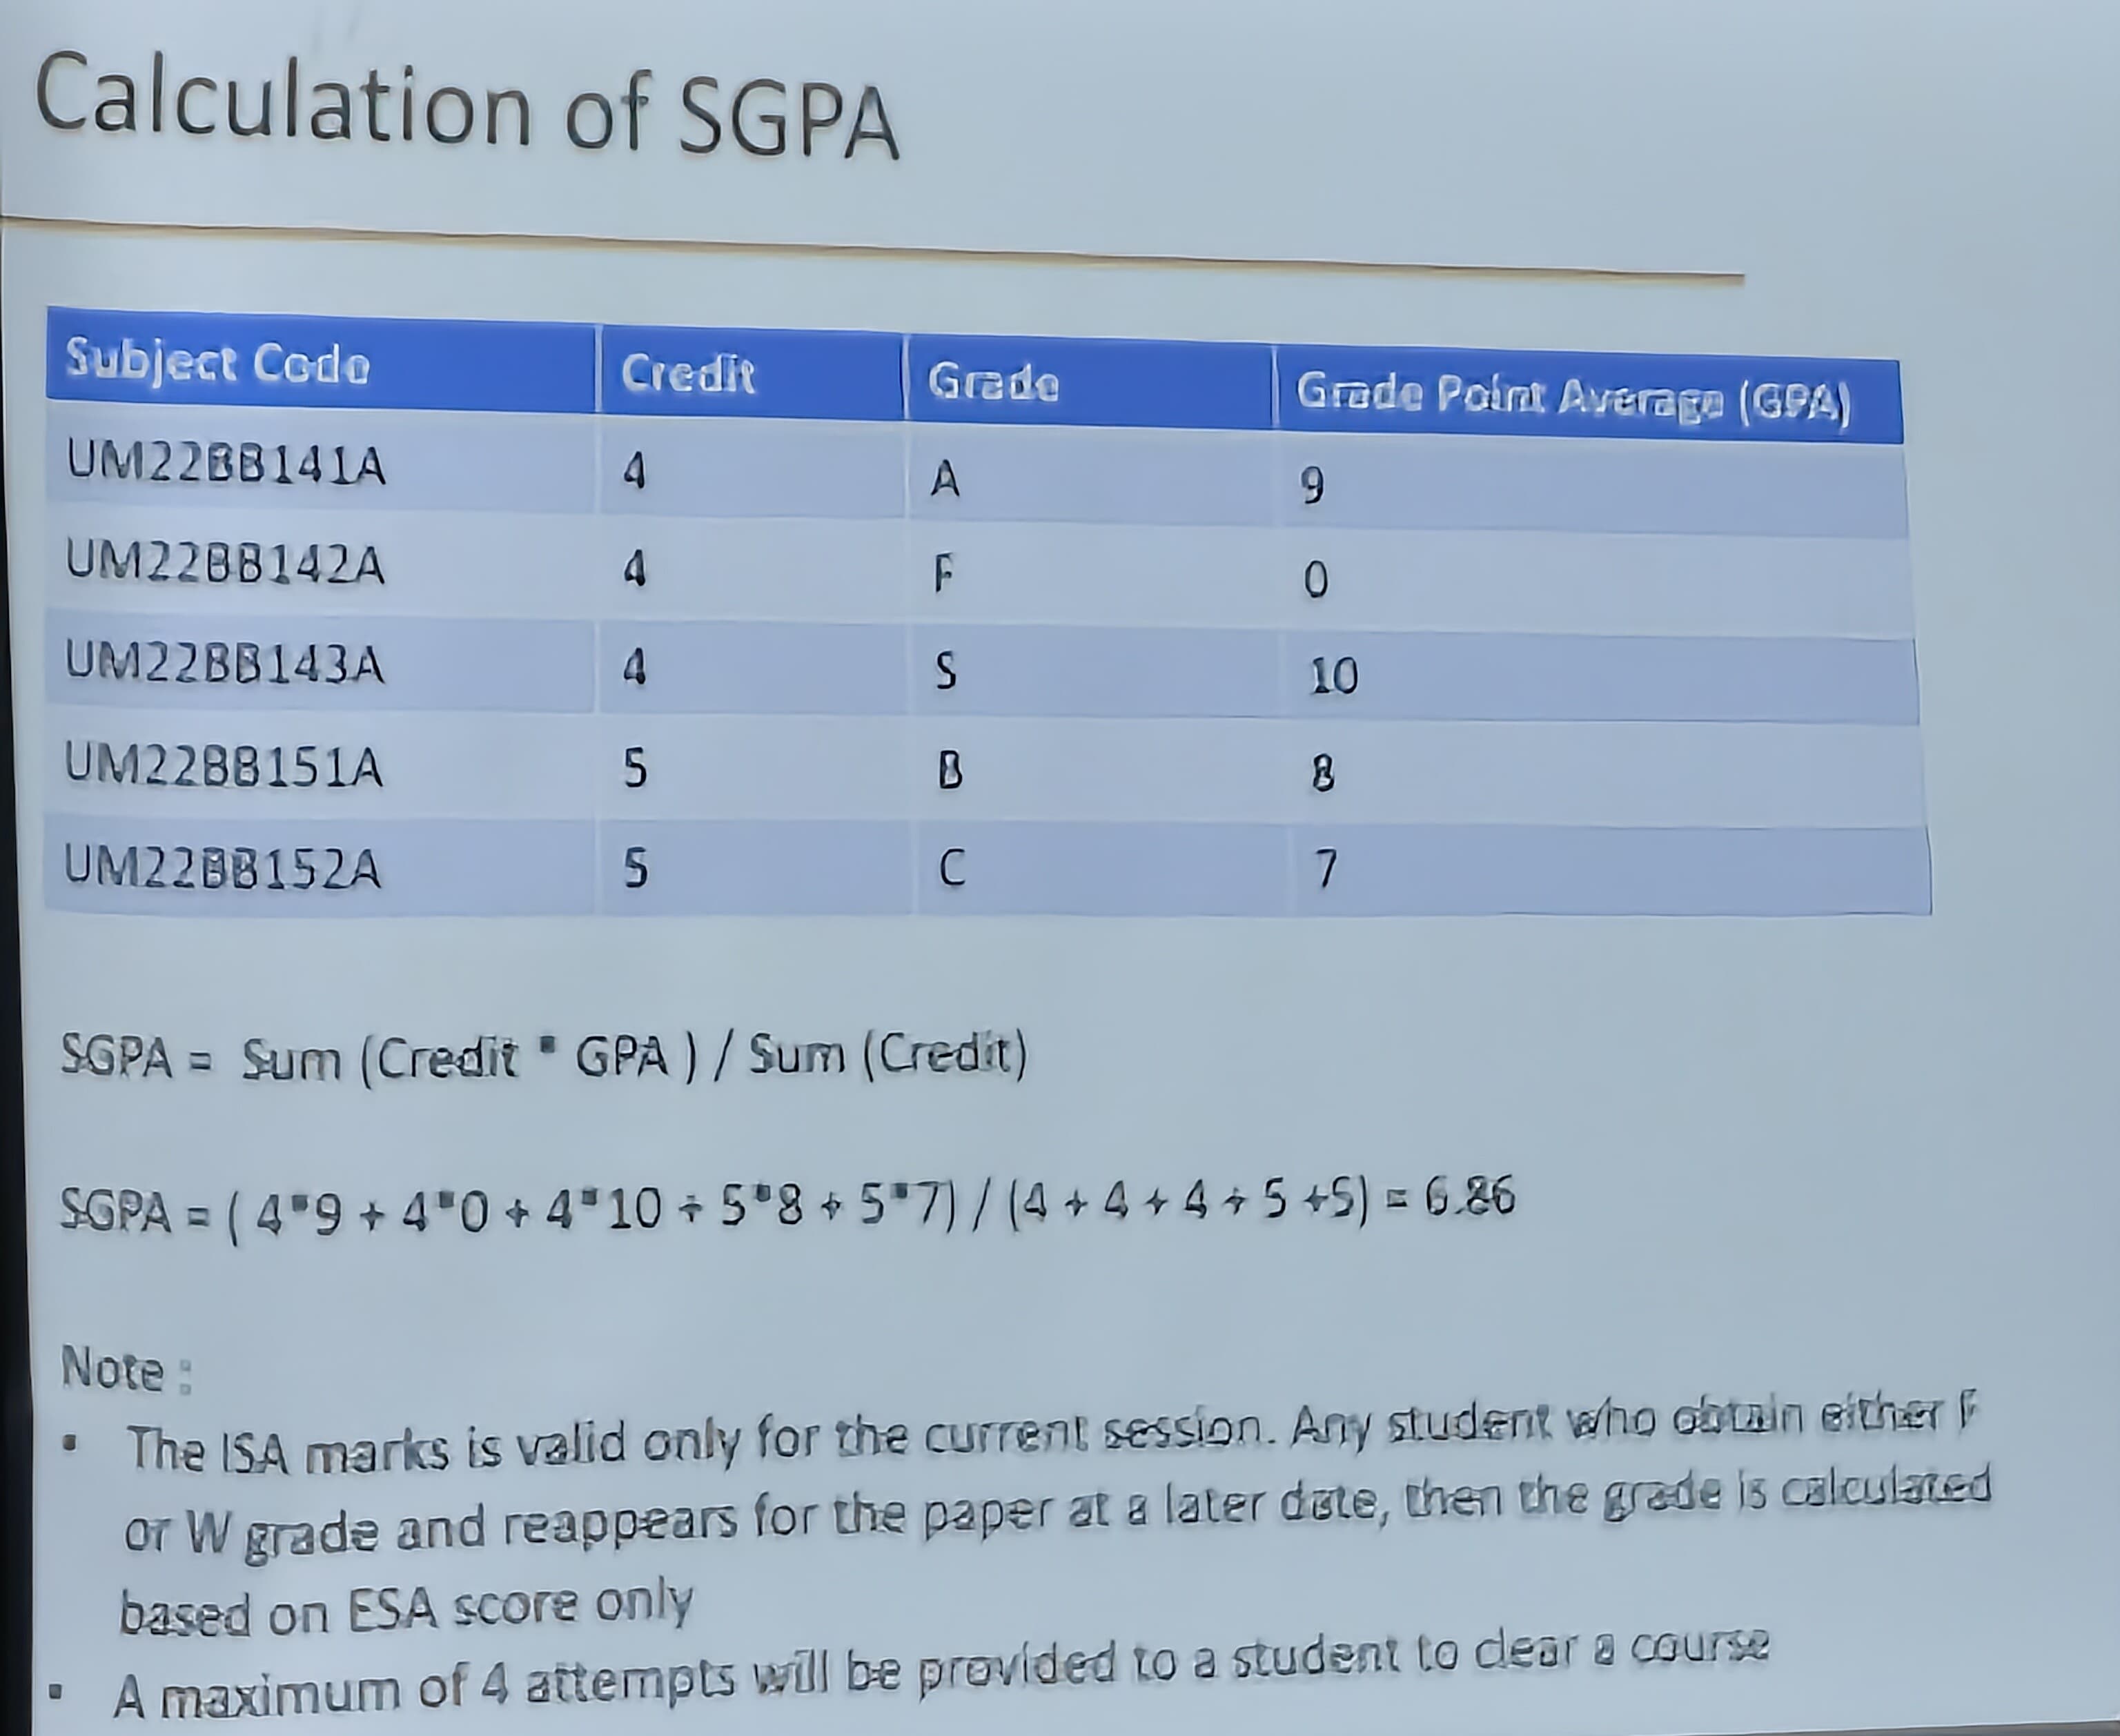 Calculation of SGPA
Subject Code Credit Grade Grade Point Average (GPA)
UM22BB141A 4 A 9
UM22BB142A 4 F 0
UM22BB143A 4 S 10
UM22BB151A 5 B 8
UM22BB152A 5 C 7
SGPA = Sum (Credit * GPA ) / Sum (Credit)
SGPA = ( 4*9 + 4*0 + 4*10 + 5*8 + 5*7) / (4 + 4 + 4 + 5 +5) = 6.86
Note :
▪ The ISA marks is valid only for the current session. Any student who obtain either F
or W grade and reappears for the paper at a later date, then the grade is calculated
based on ESA score only
▪ A maximum of 4 attempts will be provided to a student to clear a course